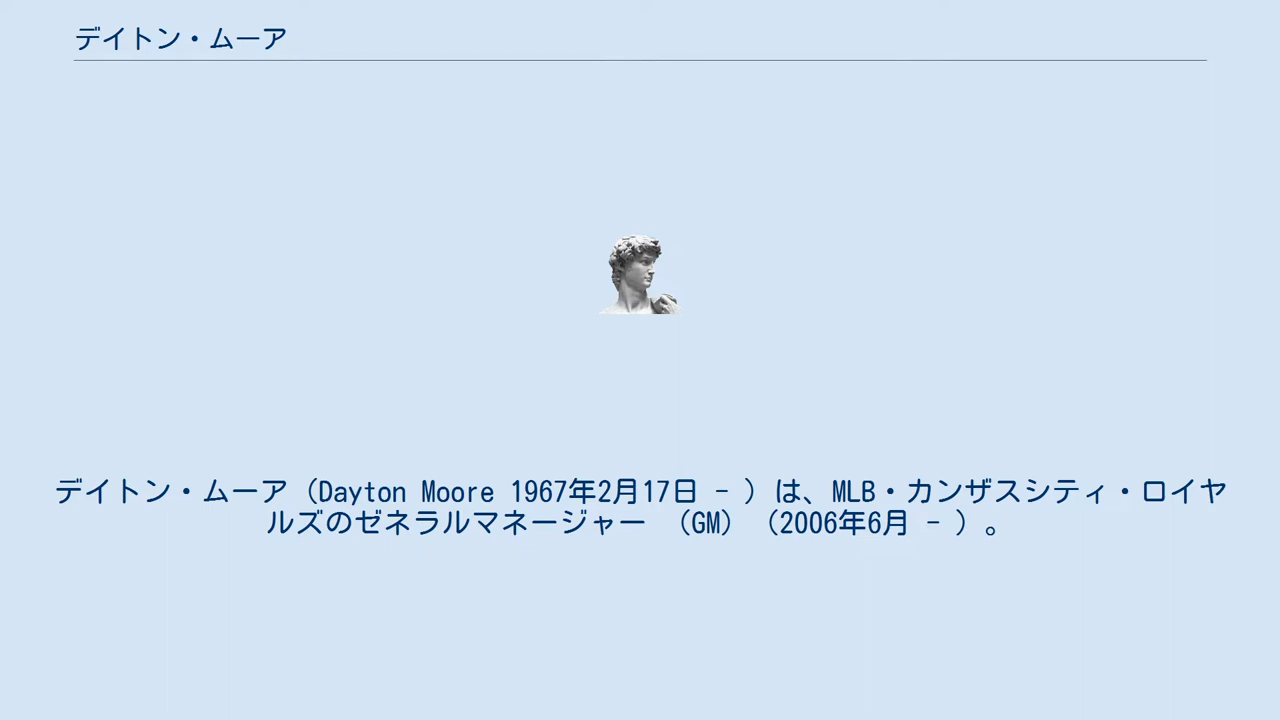 デイトン・ムーア
デイトン・ムーア（Dayton Moore 1967年2月17日 - ）は、MLB・カンザスシティ・ロイヤ
ルズのゼネラルマネージャー （GM）（2006年6月 - ）。